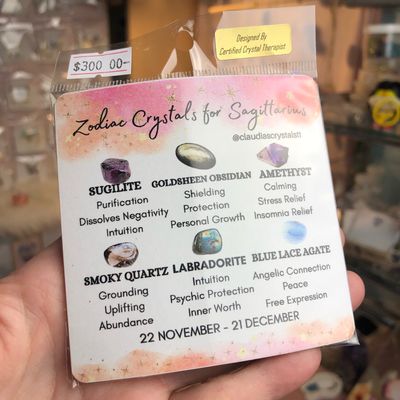 $300 00
Designed By
Certified Crystal Therapist
Zodiac Crystals for Sagittarius
@claudiascrystalstt
SUGILITE
Purification
Dissolves Negativity
Intuition
GOLDSHEEN OBSIDIAN
Shielding
Protection
Personal Growth
AMETHYST
Calming
Stress Relief
Insomnia Relief
SMOKY QUARTZ
Grounding
Uplifting
Abundance
LABRADORITE
Intuition
Psychic Protection
Inner Worth
BLUE LACE AGATE
Angelic Connection
Peace
Free Expression
22 NOVEMBER - 21 DECEMBER